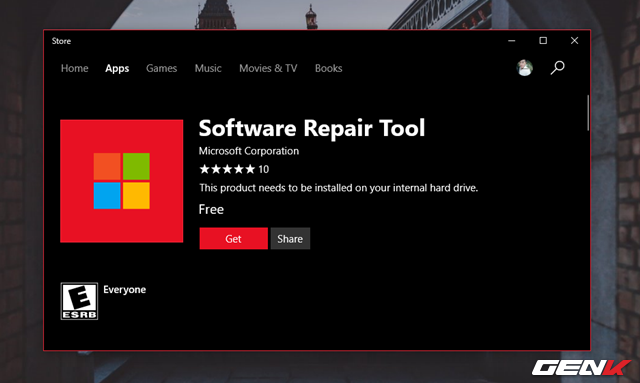 Store
Home Apps Games Music Movies & TV Books
Software Repair Tool
Microsoft Corporation
★★★★★ 10
This product needs to be installed on your internal hard drive.
Free
Get Share
Everyone
E
ESRB
GENK